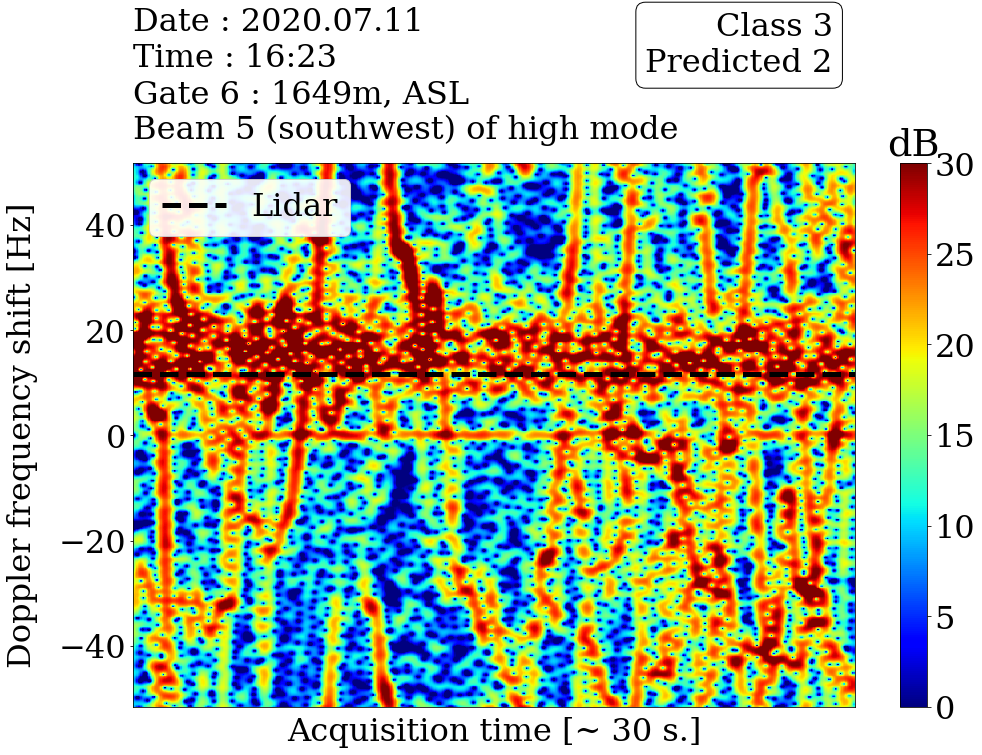 Date : 2020.07.11
Time : 16:23
Gate 6 : 1649m, ASL
Beam 5 (southwest) of high mode
Class 3
Predicted 2
dB
30
25
20
15
10
5
0
Lidar
Doppler frequency shift [Hz]
40
20
0
−20
−40
Acquisition time [~ 30 s.]